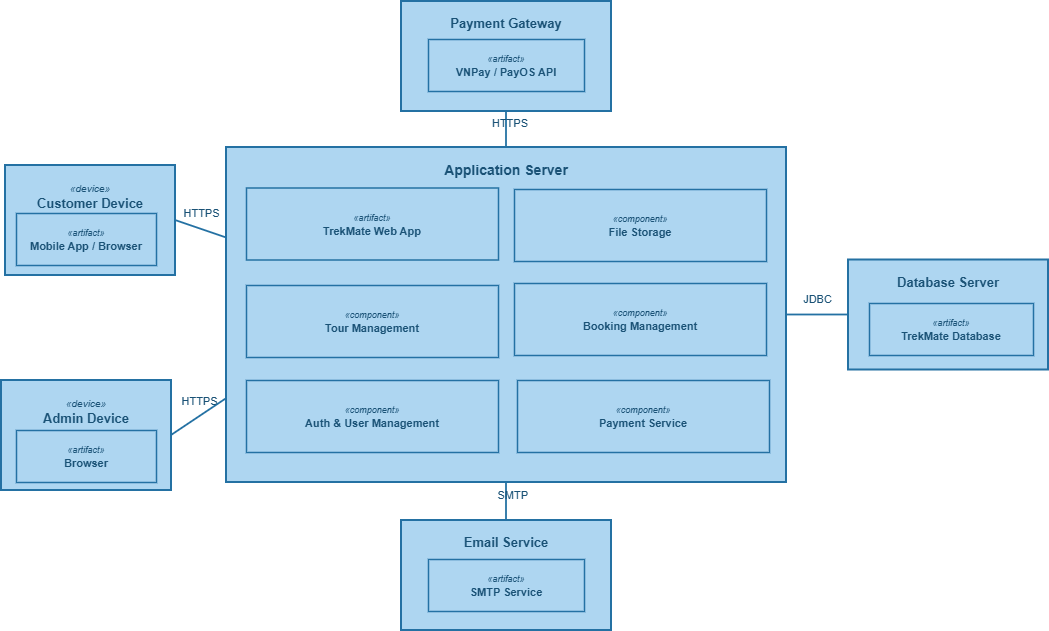 Payment Gateway
«artifact»
VNPay / PayOS API
HTTPS
Application Server
«device»
Customer Device
«artifact»
Mobile App / Browser
HTTPS
«artifact»
TrekMate Web App
«component»
File Storage
«component»
Tour Management
«component»
Booking Management
JDBC
Database Server
«artifact»
TrekMate Database
«device»
Admin Device
«artifact»
Browser
HTTPS
«component»
Auth & User Management
«component»
Payment Service
SMTP
Email Service
«artifact»
SMTP Service